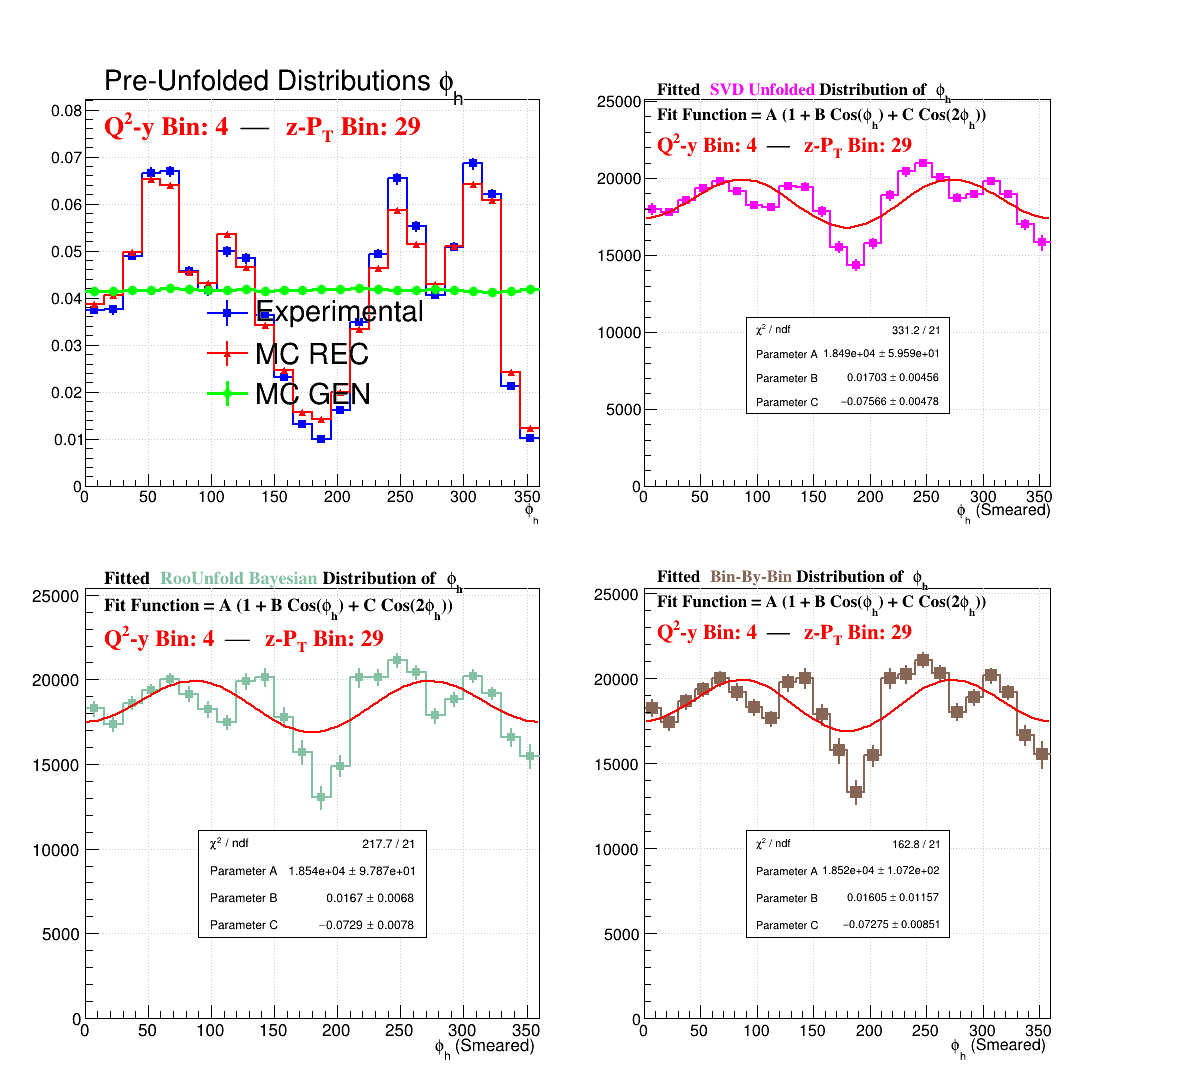 Pre-Unfolded Distributions ϕh
Q²-y Bin: 4 — z-PT Bin: 29
0.08
0.07
0.06
0.05
0.04
0.03
0.02
0.01
0
Experimental
MC REC
MC GEN
0 50 100 150 200 250 300 350
ϕh
Fitted SVD Unfolded Distribution of ϕh
Fit Function = A (1 + B Cos(ϕh) + C Cos(2ϕh))
Q²-y Bin: 4 — z-PT Bin: 29
25000
20000
15000
10000
5000
0
χ² / ndf 331.2 / 21
Parameter A 1.849e+04 ± 5.959e+01
Parameter B 0.01703 ± 0.00456
Parameter C −0.07566 ± 0.00478
0 50 100 150 200 250 300 350
ϕh (Smeared)
Fitted RooUnfold Bayesian Distribution of ϕh
Fit Function = A (1 + B Cos(ϕh) + C Cos(2ϕh))
Q²-y Bin: 4 — z-PT Bin: 29
25000
20000
15000
10000
5000
0
χ² / ndf 217.7 / 21
Parameter A 1.854e+04 ± 9.787e+01
Parameter B 0.0167 ± 0.0068
Parameter C −0.0729 ± 0.0078
0 50 100 150 200 250 300 350
ϕh (Smeared)
Fitted Bin-By-Bin Distribution of ϕh
Fit Function = A (1 + B Cos(ϕh) + C Cos(2ϕh))
Q²-y Bin: 4 — z-PT Bin: 29
25000
20000
15000
10000
5000
0
χ² / ndf 162.8 / 21
Parameter A 1.852e+04 ± 1.072e+02
Parameter B 0.01605 ± 0.01157
Parameter C −0.07275 ± 0.00851
0 50 100 150 200 250 300 350
ϕh (Smeared)